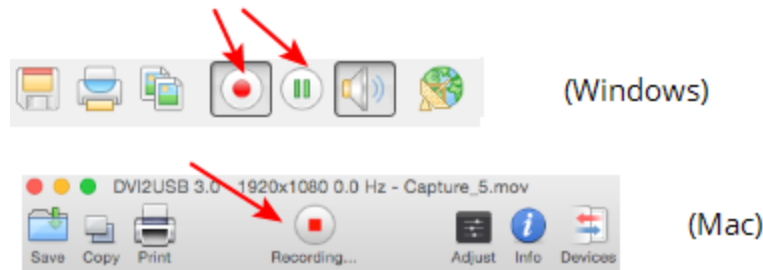 (Windows)
DVI2USB 3.0 - 1920x1080 0.0 Hz - Capture_5.mov
(Mac)
Save Copy Print Recording... Adjust Info Devices